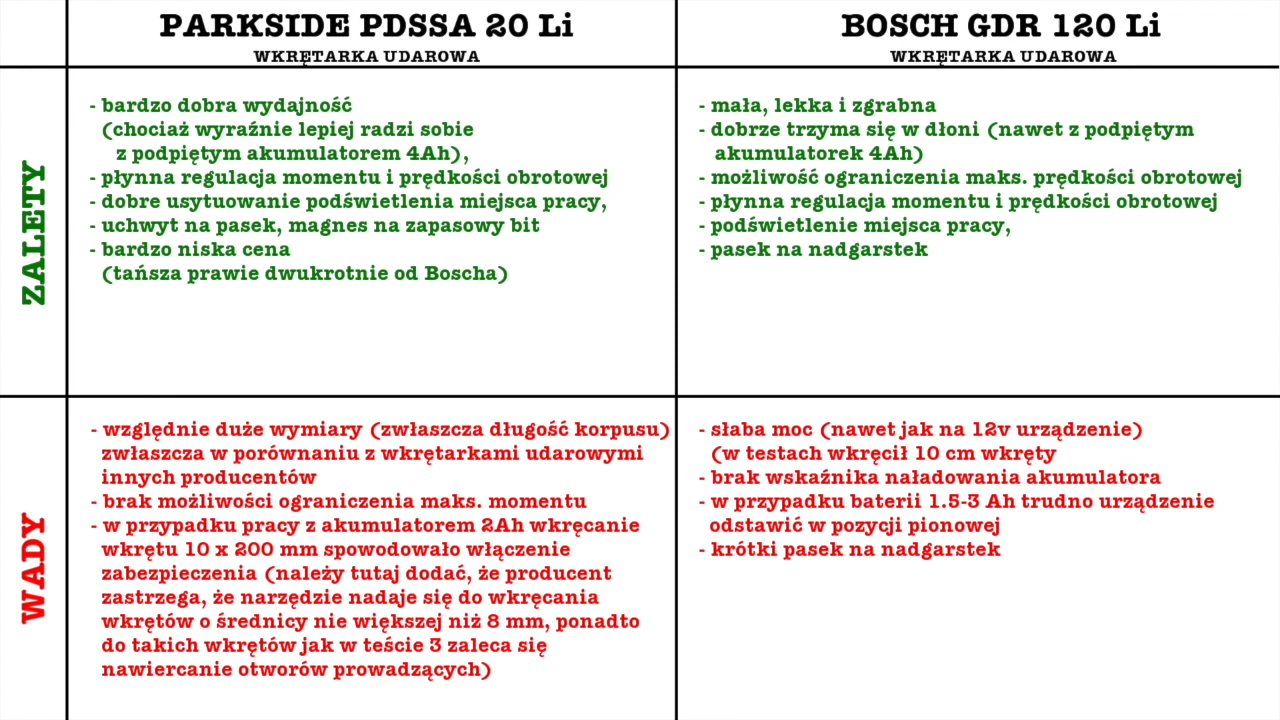 PARKSIDE PDSSA 20 Li
WKRĘTARKA UDAROWA
BOSCH GDR 120 Li
WKRĘTARKA UDAROWA
ZALETY
- bardzo dobra wydajność
(chociaż wyraźnie lepiej radzi sobie
z podpiętym akumulatorem 4Ah),
- płynna regulacja momentu i prędkości obrotowej
- dobre usytuowanie podświetlenia miejsca pracy,
- uchwyt na pasek, magnes na zapasowy bit
- bardzo niska cena
(tańsza prawie dwukrotnie od Boscha)
- mała, lekka i zgrabna
- dobrze trzyma się w dłoni (nawet z podpiętym
akumulatorek 4Ah)
- możliwość ograniczenia maks. prędkości obrotowej
- płynna regulacja momentu i prędkości obrotowej
- podświetlenie miejsca pracy,
- pasek na nadgarstek
WADY
- względnie duże wymiary (zwłaszcza długość korpusu)
zwłaszcza w porównaniu z wkrętarkami udarowymi
innych producentów
- brak możliwości ograniczenia maks. momentu
- w przypadku pracy z akumulatorem 2Ah wkręcanie
wkrętu 10 x 200 mm spowodowało włączenie
zabezpieczenia (należy tutaj dodać, że producent
zastrzega, że narzędzie nadaje się do wkręcania
wkrętów o średnicy nie większej niż 8 mm, ponadto
do takich wkrętów jak w teście 3 zaleca się
nawiercanie otworów prowadzących)
- słaba moc (nawet jak na 12v urządzenie)
(w testach wkręcił 10 cm wkręty
- brak wskaźnika naładowania akumulatora
- w przypadku baterii 1.5-3 Ah trudno urządzenie
odstawić w pozycji pionowej
- krótki pasek na nadgarstek